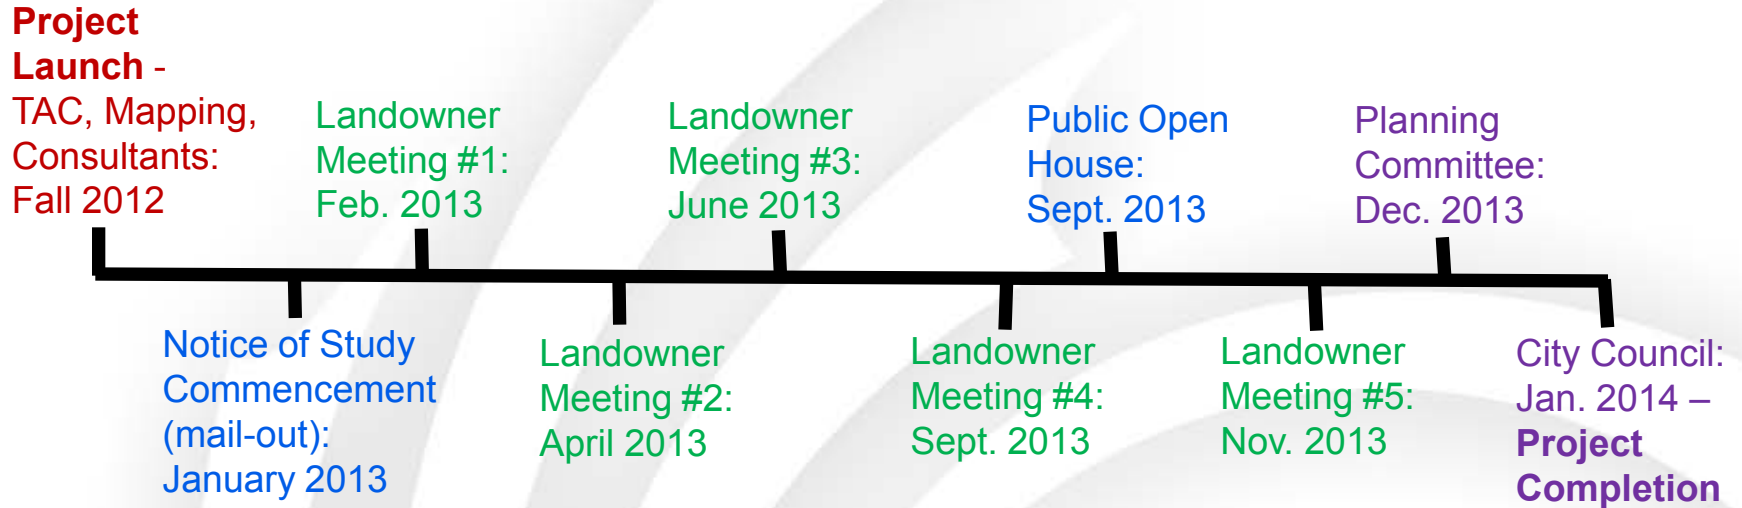 Project
Launch -
TAC, Mapping,
Consultants:
Fall 2012
Landowner
Meeting #1:
Feb. 2013
Landowner
Meeting #3:
June 2013
Public Open
House:
Sept. 2013
Planning
Committee:
Dec. 2013
Notice of Study
Commencement
(mail-out):
January 2013
Landowner
Meeting #2:
April 2013
Landowner
Meeting #4:
Sept. 2013
Landowner
Meeting #5:
Nov. 2013
City Council:
Jan. 2014 –
Project
Completion